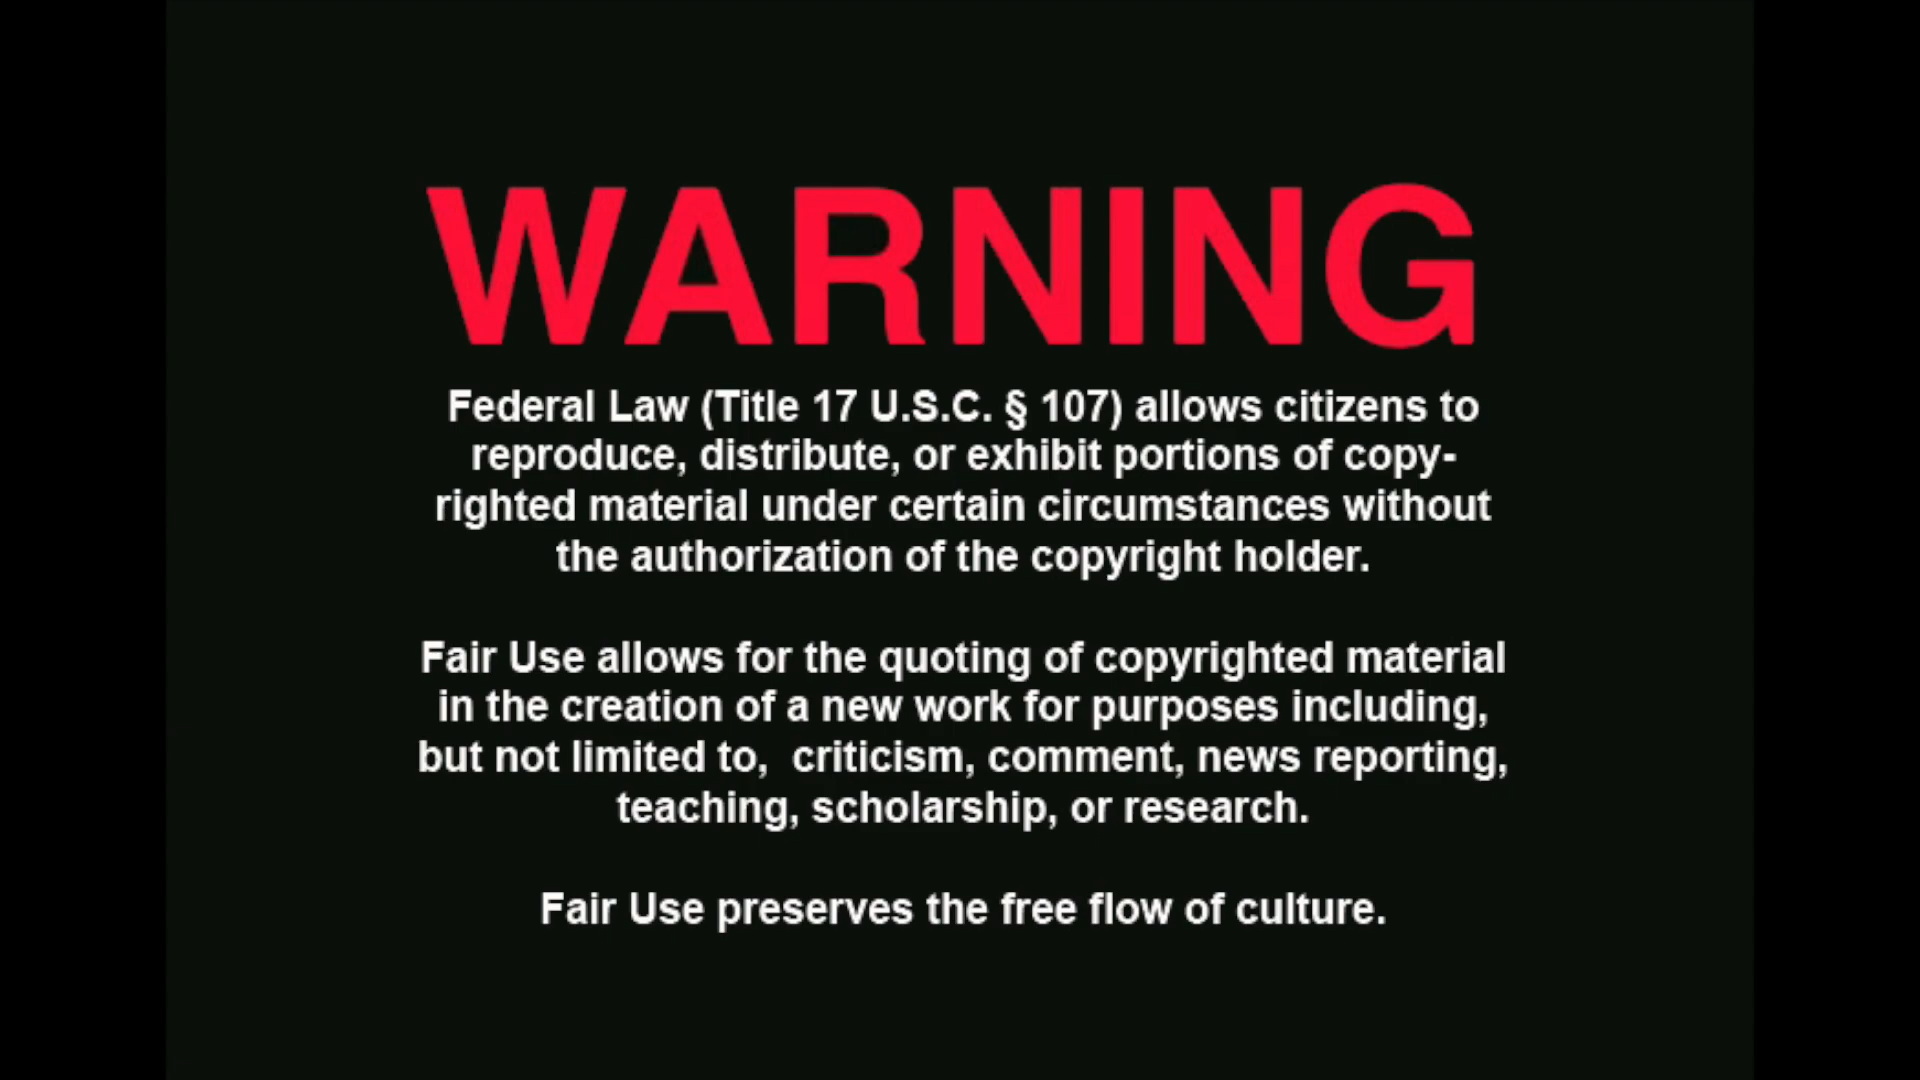 WARNING
Federal Law (Title 17 U.S.C. § 107) allows citizens to
reproduce, distribute, or exhibit portions of copy-
righted material under certain circumstances without
the authorization of the copyright holder.
Fair Use allows for the quoting of copyrighted material
in the creation of a new work for purposes including,
but not limited to,  criticism, comment, news reporting,
teaching, scholarship, or research.
Fair Use preserves the free flow of culture.